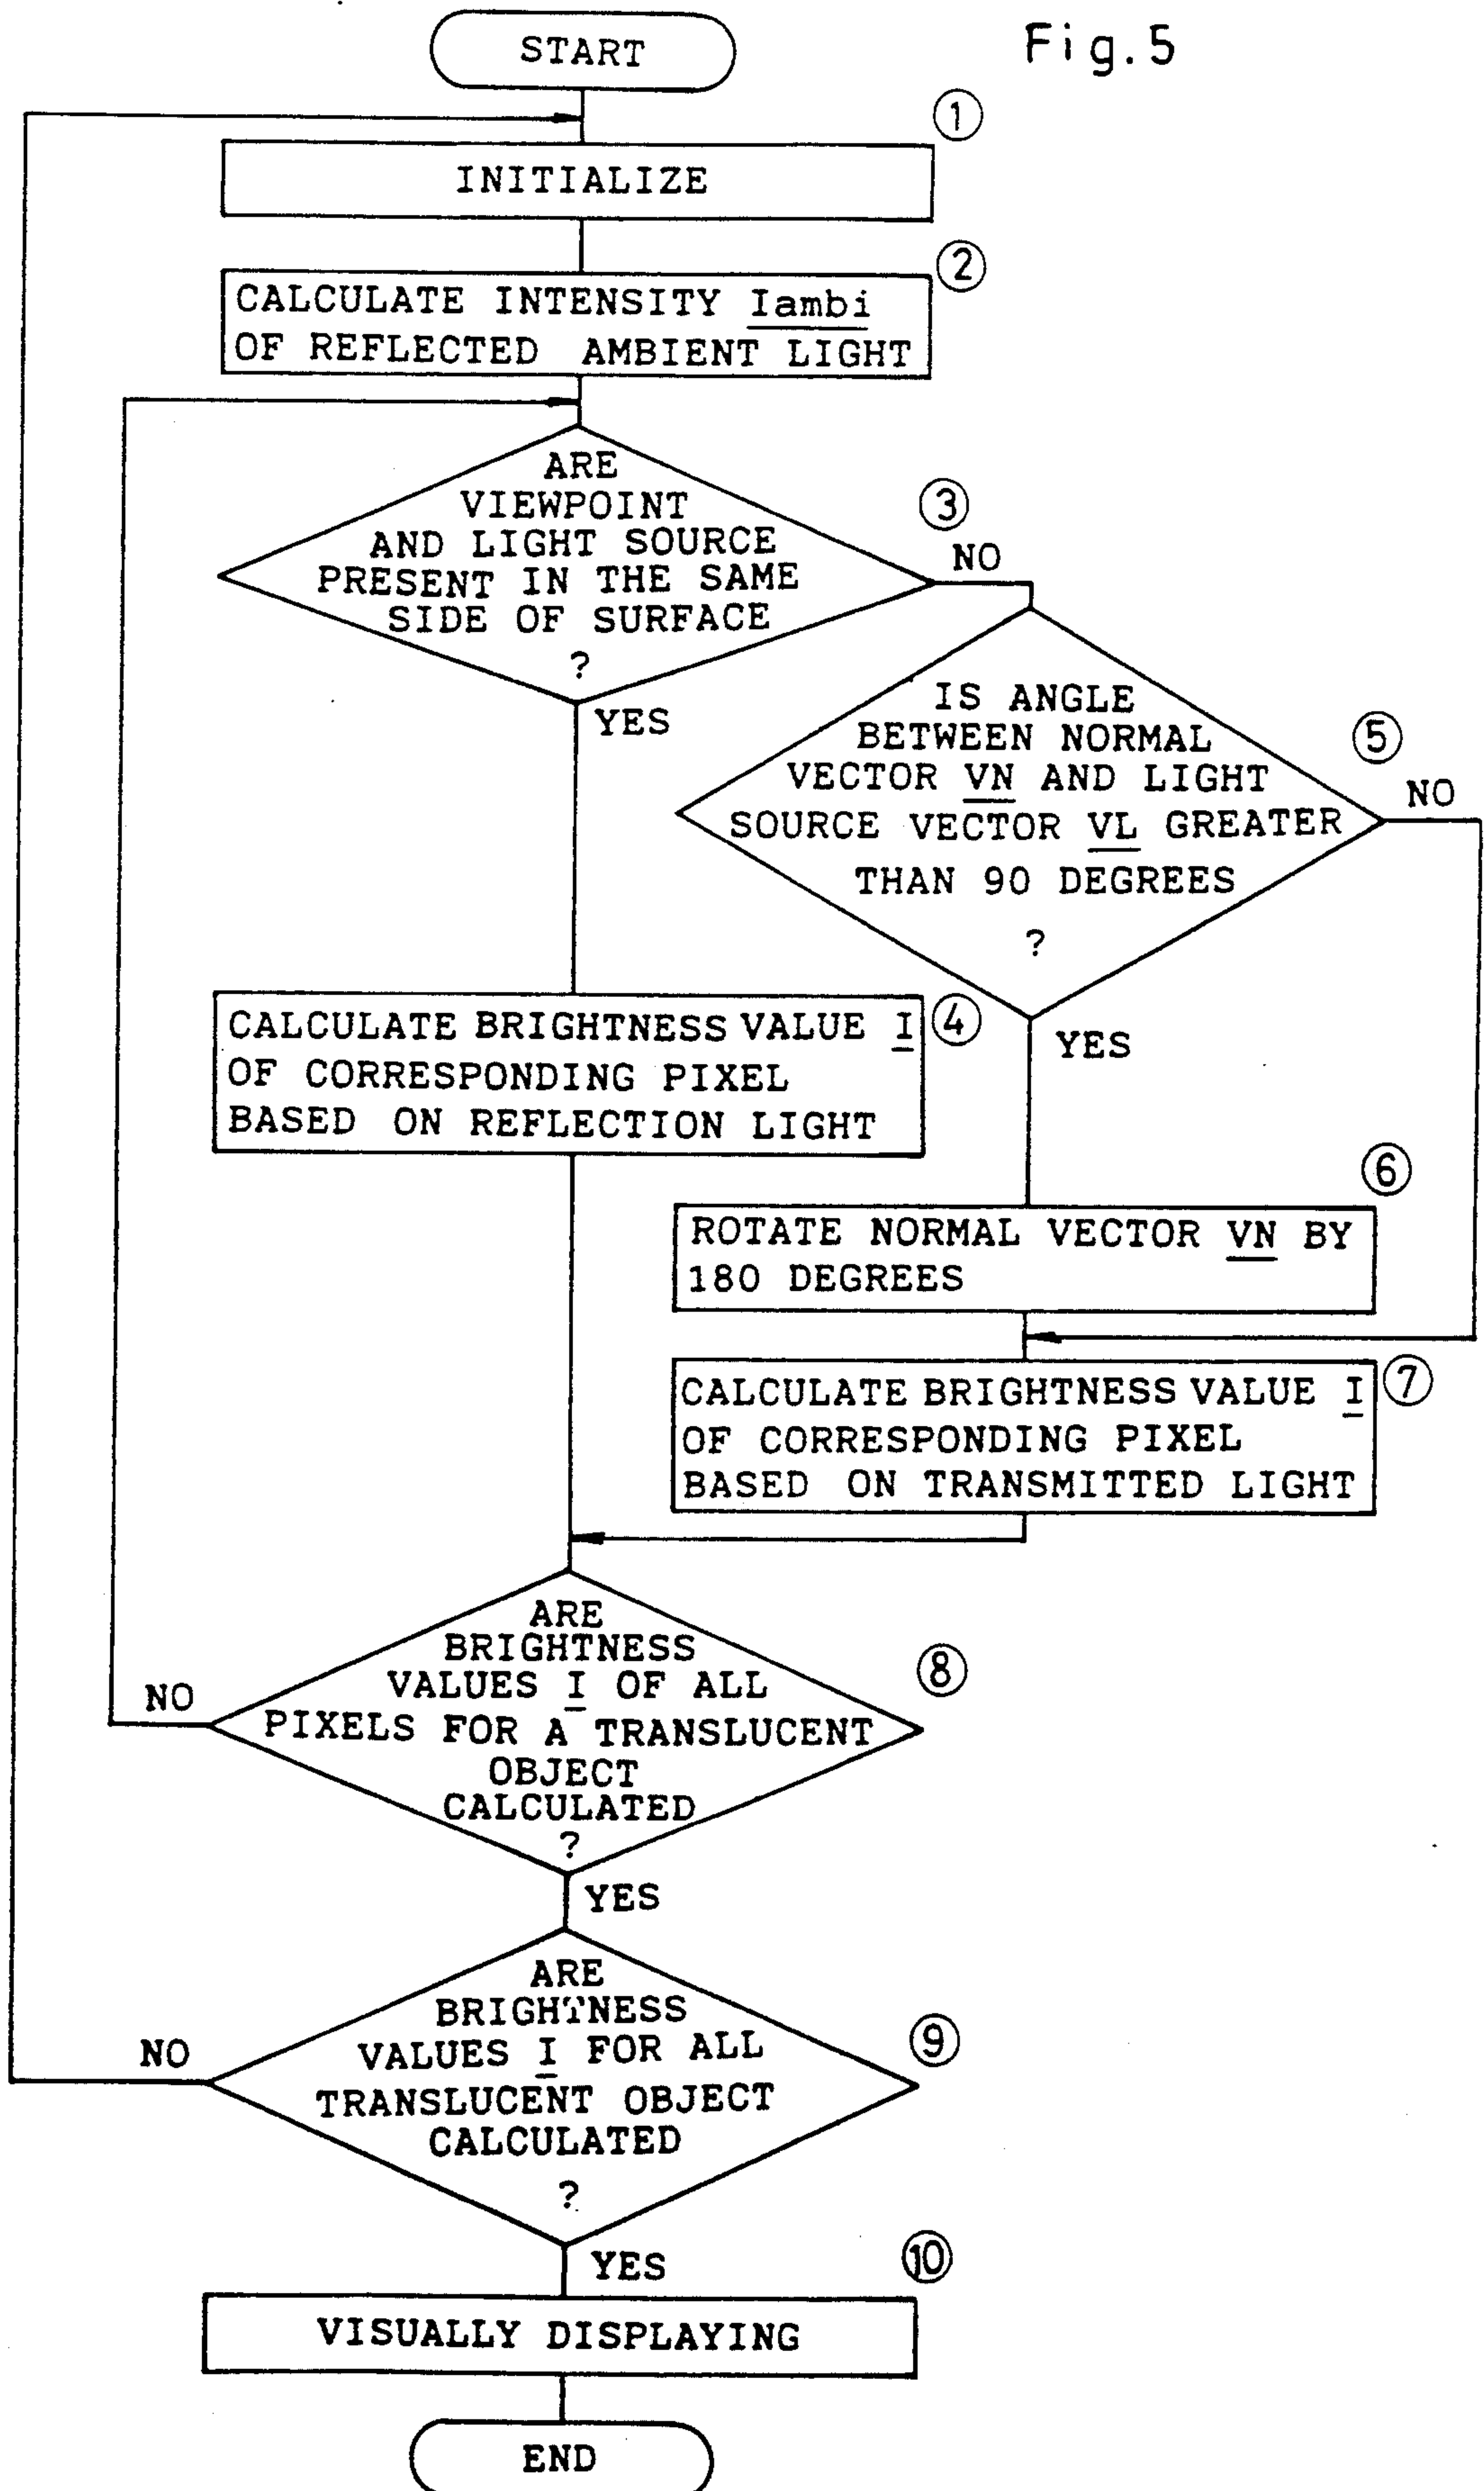 START
Fig. 5
①
INITIALIZE
②
CALCULATE INTENSITY Iambi
OF REFLECTED AMBIENT LIGHT
ARE
VIEWPOINT
AND LIGHT SOURCE
PRESENT IN THE SAME
SIDE OF SURFACE
?
③
NO
YES
IS ANGLE
BETWEEN NORMAL
VECTOR VN AND LIGHT
SOURCE VECTOR VL GREATER
THAN 90 DEGREES
?
⑤
NO
YES
CALCULATE BRIGHTNESS VALUE I
OF CORRESPONDING PIXEL
BASED ON REFLECTION LIGHT
④
⑥
ROTATE NORMAL VECTOR VN BY
180 DEGREES
CALCULATE BRIGHTNESS VALUE I
OF CORRESPONDING PIXEL
BASED ON TRANSMITTED LIGHT
⑦
ARE
BRIGHTNESS
VALUES I OF ALL
PIXELS FOR A TRANSLUCENT
OBJECT
CALCULATED
?
⑧
NO
YES
ARE
BRIGHTNESS
VALUES I FOR ALL
TRANSLUCENT OBJECT
CALCULATED
?
⑨
NO
YES
⑩
VISUALLY DISPLAYING
END